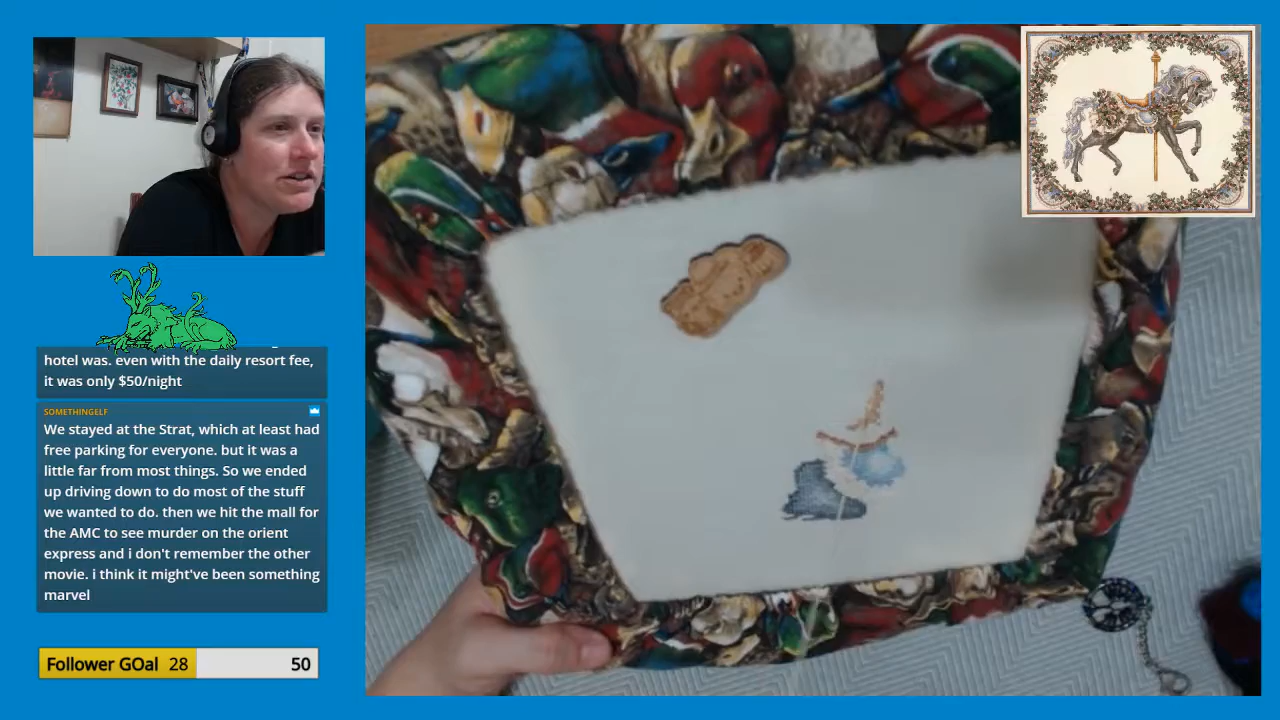 hotel was. even with the daily resort fee,
it was only $50/night
SOMETHINGELF
We stayed at the Strat, which at least had
free parking for everyone. but it was a
little far from most things. So we ended
up driving down to do most of the stuff
we wanted to do. then we hit the mall for
the AMC to see murder on the orient
express and i don't remember the other
movie. i think it might've been something
marvel
Follower GOal 28 50